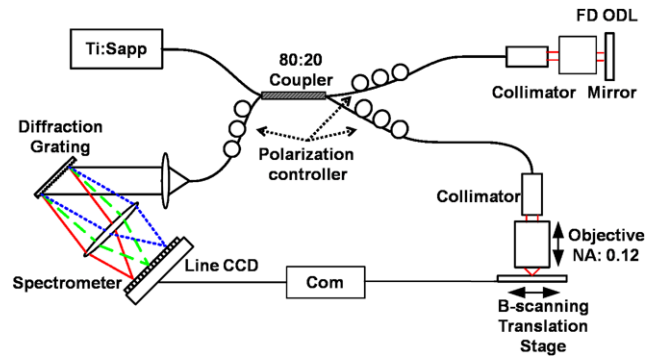 FD ODL
Ti:Sapp
80:20
Coupler
Collimator
Mirror
Diffraction
Grating
Polarization
controller
Collimator
Objective
NA: 0.12
Line CCD
Spectrometer
Com
B-scanning
Translation
Stage